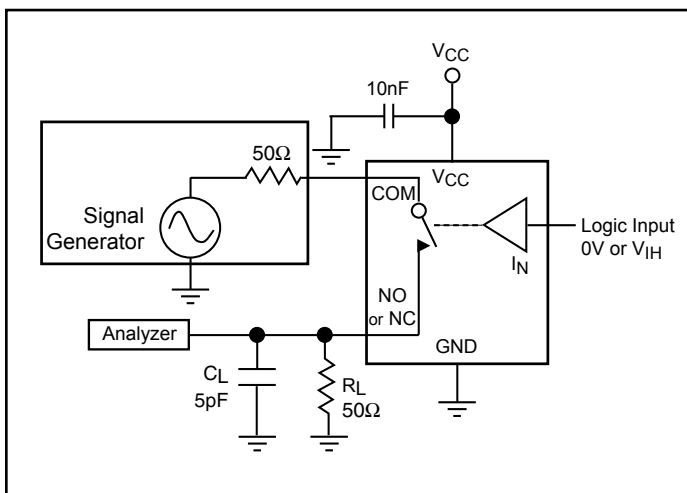 VCC
10nF
50Ω
VCC
COM
Signal
Generator
Logic Input
0V or VIH
IN
NO
or NC
Analyzer
GND
CL
5pF
RL
50Ω